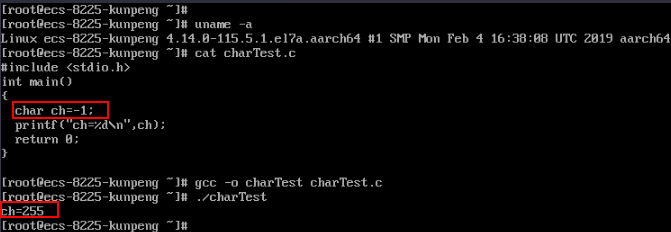 [root@ecs-8225-kunpeng ~]#
[root@ecs-8225-kunpeng ~]# uname -a
Linux ecs-8225-kunpeng 4.14.0-115.5.1.el7a.aarch64 #1 SMP Mon Feb 4 16:38:08 UTC 2019 aarch64
[root@ecs-8225-kunpeng ~]# cat charTest.c
#include <stdio.h>
int main()
{
  char ch=-1;
  printf("ch=%d\n",ch);
  return 0;
}
[root@ecs-8225-kunpeng ~]# gcc -o charTest charTest.c
[root@ecs-8225-kunpeng ~]# ./charTest
ch=255
[root@ecs-8225-kunpeng ~]#